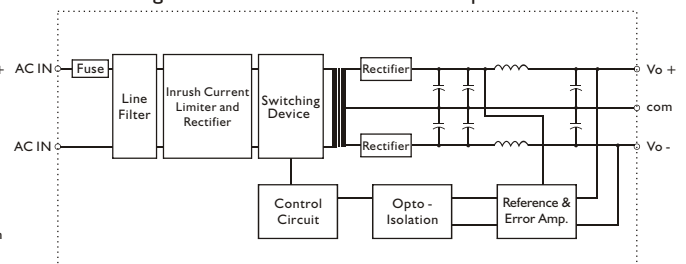 AC IN
Fuse
Line
Filter
Inrush Current
Limiter and
Rectifier
Switching
Device
Rectifier
Vo +
com
AC IN
Rectifier
Vo -
Control
Circuit
Opto -
Isolation
Reference &
Error Amp.